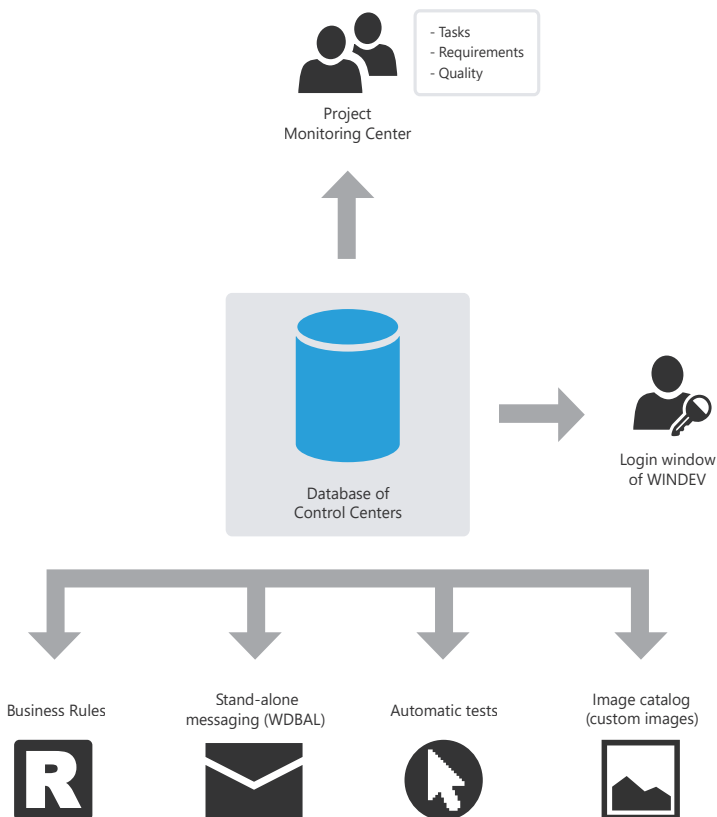 - Tasks
- Requirements
- Quality
Project
Monitoring Center
Database of
Control Centers
Login window
of WINDEV
Business Rules
Stand-alone
messaging (WDBAL)
Automatic tests
Image catalog
(custom images)
R